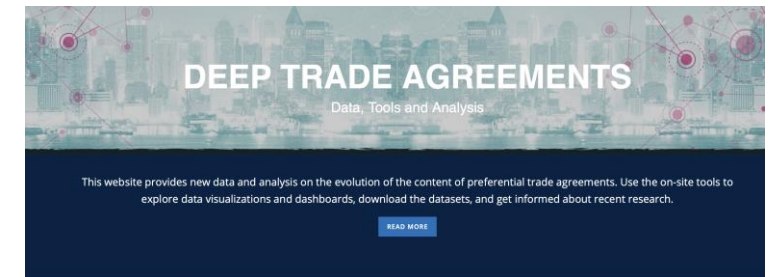 DEEP TRADE AGREEMENTS
Data, Tools and Analysis
This website provides new data and analysis on the evolution of the content of preferential trade agreements. Use the on-site tools to
explore data visualizations and dashboards, download the datasets, and get informed about recent research.
READ MORE